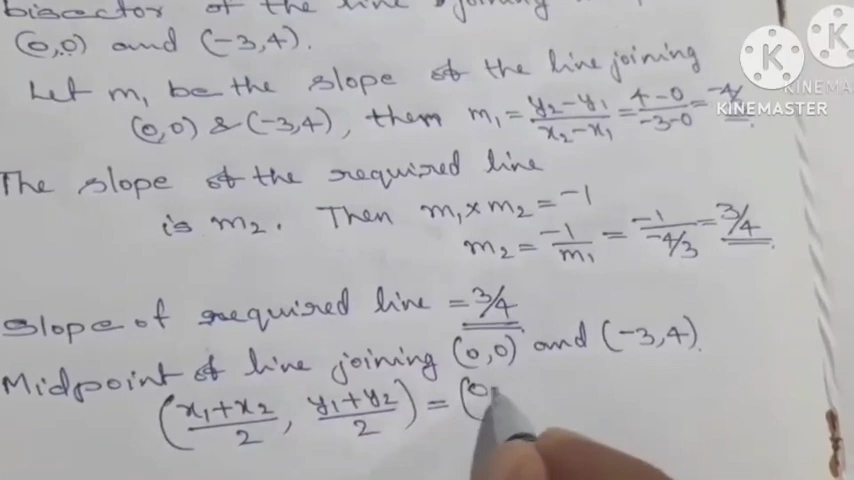 bisector of the line joining
(0,0) and (-3,4).
Let m₁ be the slope of the line joining
(0,0) & (-3,4), then m₁ = y₂-y₁/x₂-x₁ = 4-0/-3-0 = -4/
The slope of the required line
is m₂. Then m₁ x m₂ = -1
m₂ = -1/m₁ = -1/-4/3 = 3/4
Slope of required line = 3/4
Midpoint of line joining (0,0) and (-3,4).
(x₁+x₂/2, y₁+y₂/2) = (0
KINEMASTER
KINEMA